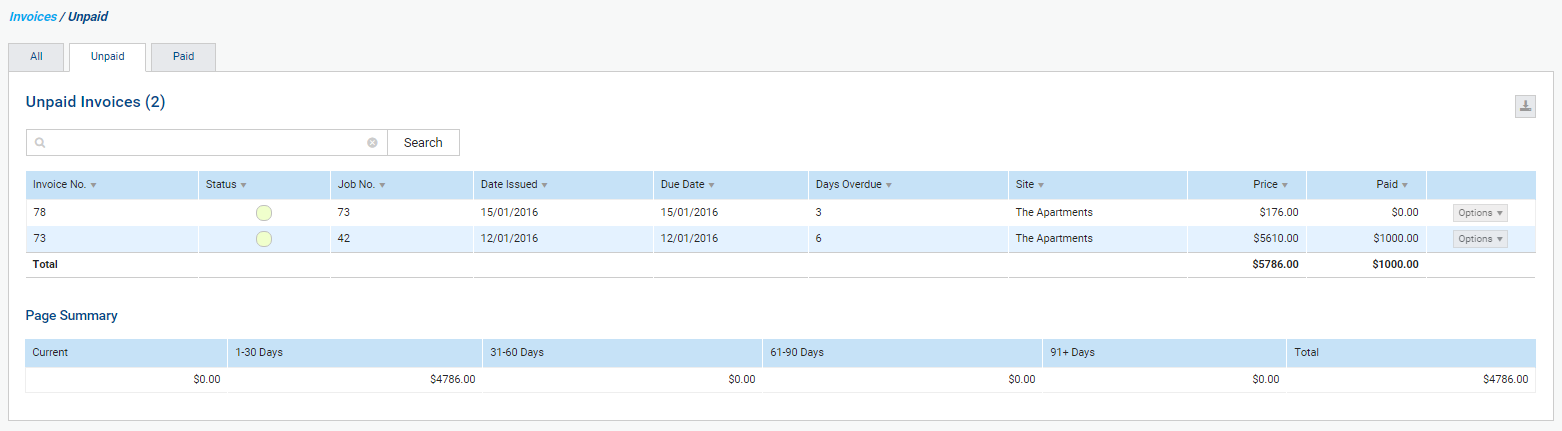 Invoices / Unpaid
All Unpaid Paid
Unpaid Invoices (2)
Search
Invoice No. Status Job No. Date Issued Due Date Days Overdue Site Price Paid
78 73 15/01/2016 15/01/2016 3 The Apartments $176.00 $0.00 Options
73 42 12/01/2016 12/01/2016 6 The Apartments $5610.00 $1000.00 Options
Total $5786.00 $1000.00
Page Summary
Current 1-30 Days 31-60 Days 61-90 Days 91+ Days Total
$0.00 $4786.00 $0.00 $0.00 $0.00 $4786.00